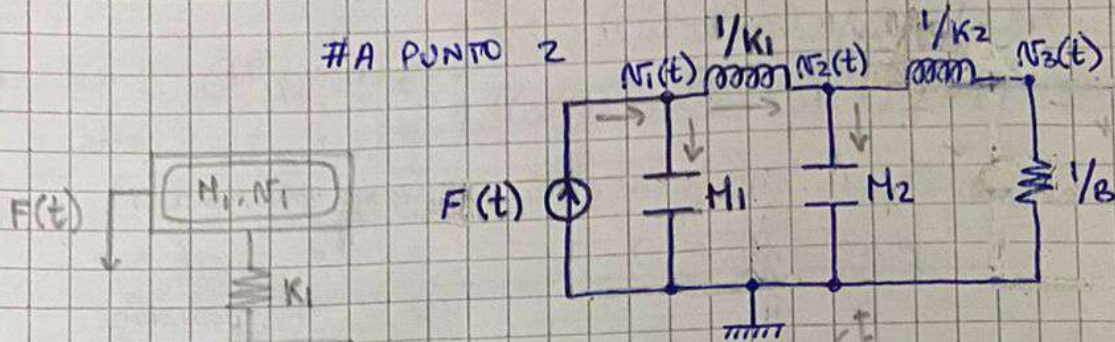 #A PUNTO 2
1/K1
1/K2
N1(t)
N2(t)
N3(t)
F(t)
M1, N1
F(t)
M1
M2
1/B
K1